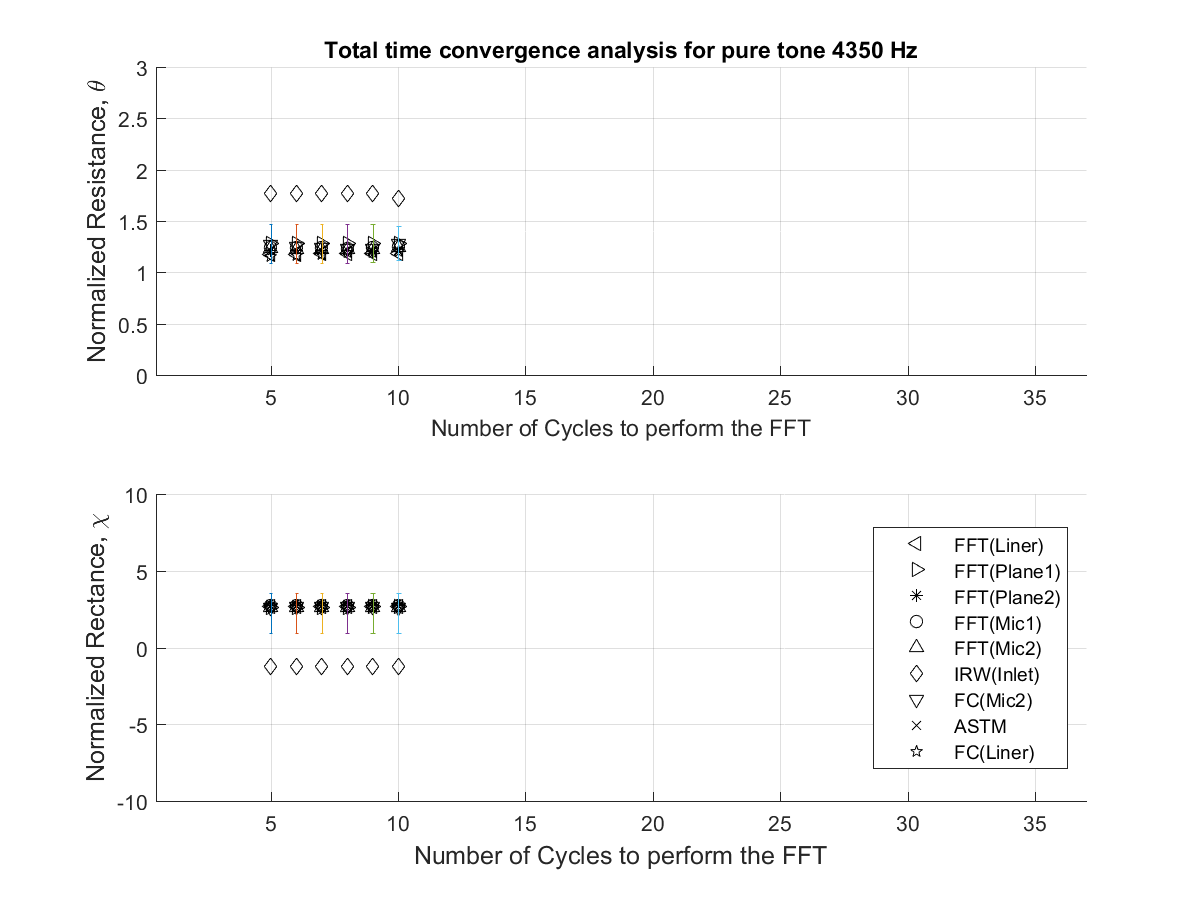 Total time convergence analysis for pure tone 4350 Hz
Normalized Resistance, θ
3
2.5
2
1.5
1
0.5
0
5 10 15 20 25 30 35
Number of Cycles to perform the FFT
Normalized Rectance, χ
10
5
0
-5
-10
FFT(Liner)
FFT(Plane1)
FFT(Plane2)
FFT(Mic1)
FFT(Mic2)
IRW(Inlet)
FC(Mic2)
ASTM
FC(Liner)
5 10 15 20 25 30 35
Number of Cycles to perform the FFT